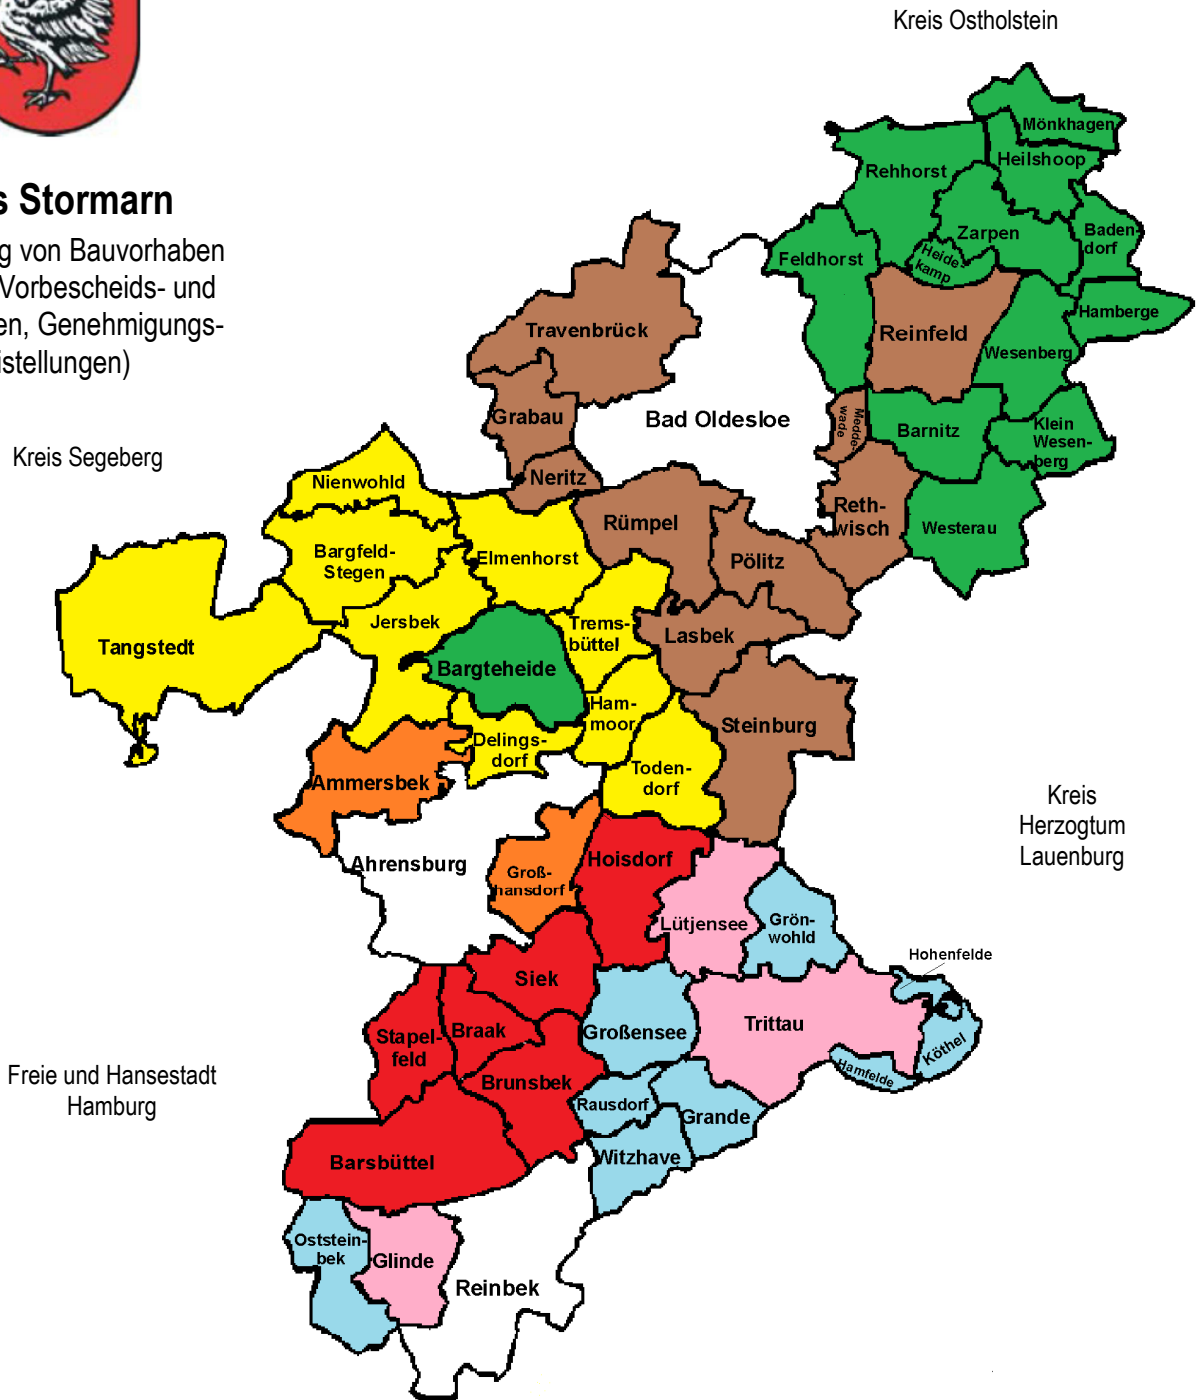 Kreis Ostholstein
s Stormarn
g von Bauvorhaben
Vorbescheids- und
en, Genehmigungs-
istellungen)
Kreis Segeberg
Mönkhagen
Heilshoop
Rehhorst
Zarpen
Baden-
dorf
Heide-
kamp
Feldhorst
Hamberge
Travenbrück
Reinfeld
Wesenberg
Grabau
Bad Oldesloe
Medde-
wade
Barnitz
Klein
Wesen-
berg
Neritz
Nienwohld
Rümpel
Reth-
wisch
Westerau
Bargfeld-
Stegen
Elmenhorst
Pölitz
Jersbek
Trems-
büttel
Lasbek
Tangstedt
Bargteheide
Ham-
moor
Steinburg
Delings-
dorf
Toden-
dorf
Ammersbek
Kreis
Herzogtum
Lauenburg
Ahrensburg
Groß-
hansdorf
Hoisdorf
Lütjensee
Grön-
wohld
Hohenfelde
Siek
Trittau
Stapel-
feld
Braak
Großensee
Köthel
Hamfelde
Freie und Hansestadt
Hamburg
Brunsbek
Rausdorf
Grande
Barsbüttel
Witzhave
Oststein-
bek
Glinde
Reinbek